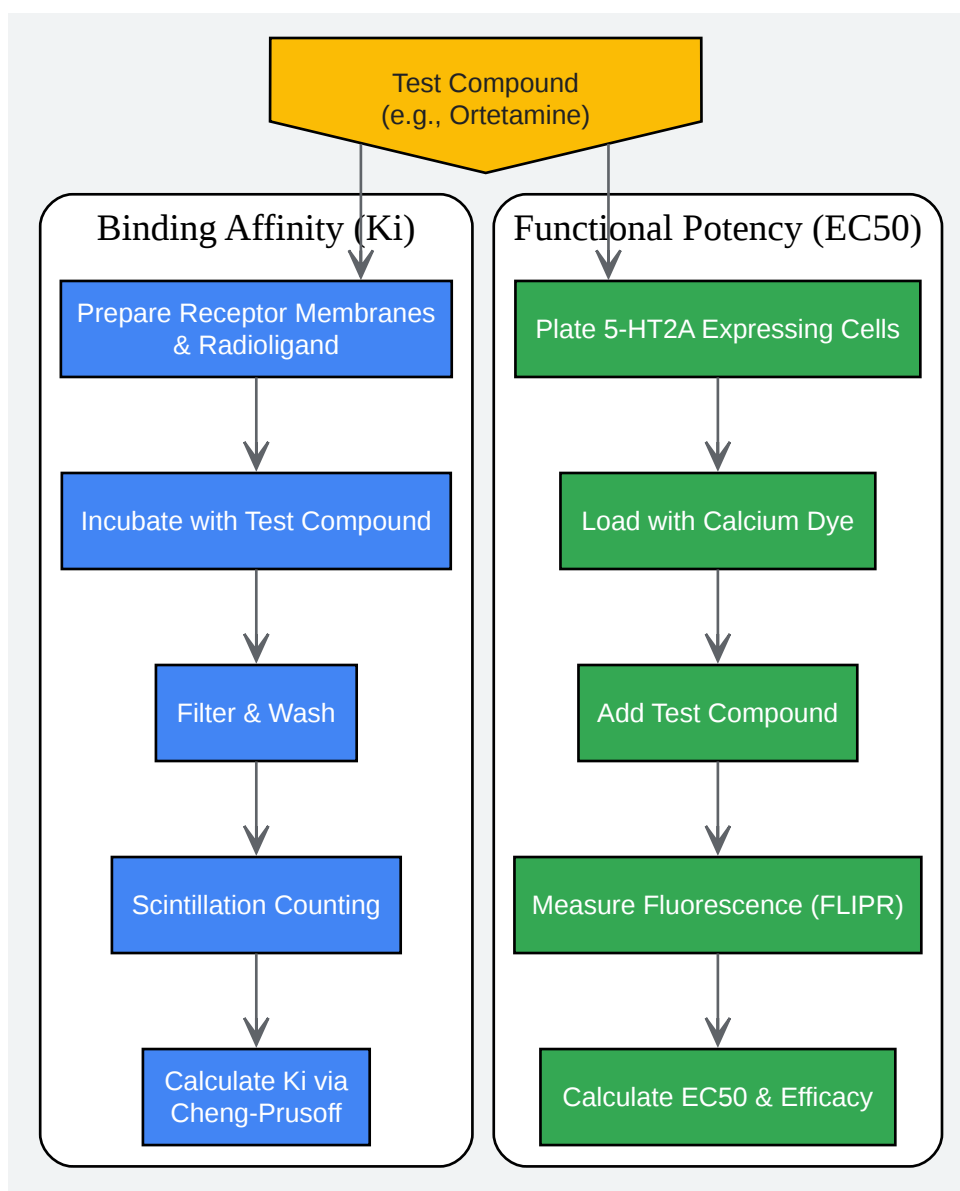 Test Compound
(e.g., Ortetamine)
Binding Affinity (Ki)
Prepare Receptor Membranes
& Radioligand
Incubate with Test Compound
Filter & Wash
Scintillation Counting
Calculate Ki via
Cheng-Prusoff
Functional Potency (EC50)
Plate 5-HT2A Expressing Cells
Load with Calcium Dye
Add Test Compound
Measure Fluorescence (FLIPR)
Calculate EC50 & Efficacy